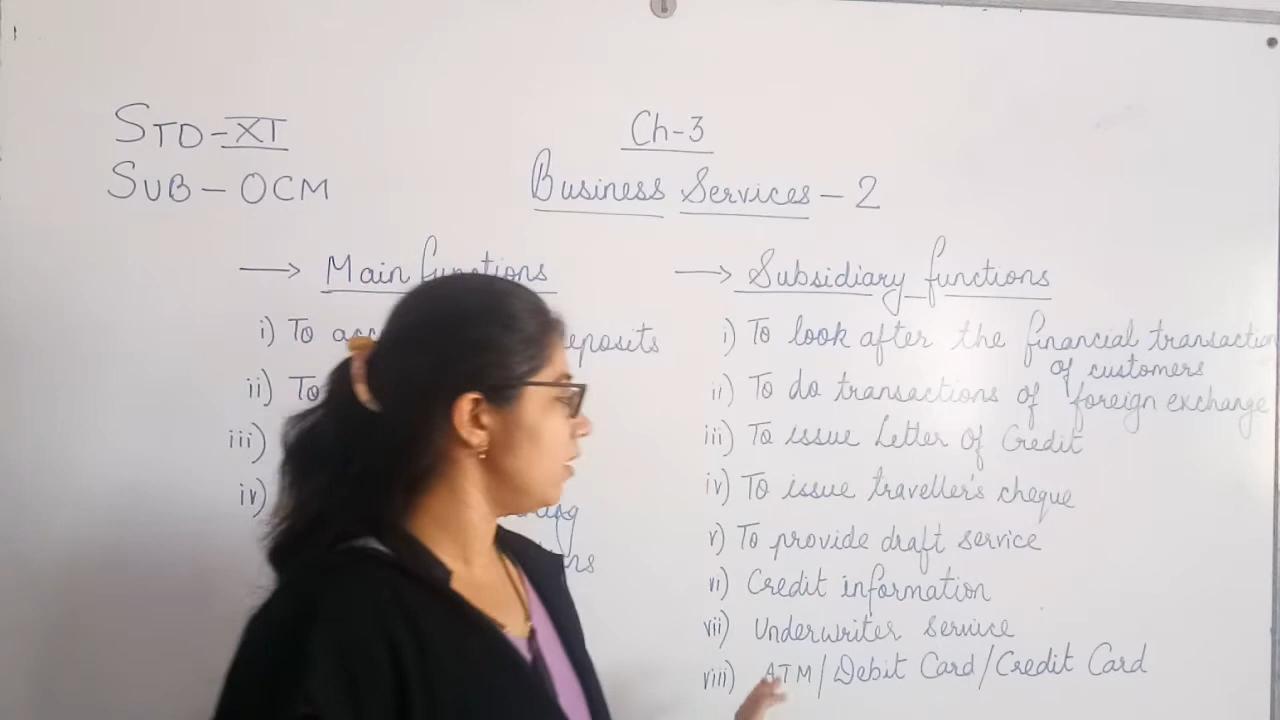 STD-XI
SUB - OCM
Ch-3
Business Services - 2
→ Main functions
i) To deposits
ii) To
iii)
iv)
→ Subsidiary functions
i) To look after the financial transaction
of customers
ii) To do transactions of foreign exchange
iii) To issue Letter of Credit
iv) To issue traveller's cheque
v) To provide draft service
vi) Credit information
vii) Underwriter service
viii) ATM/Debit Card/Credit Card